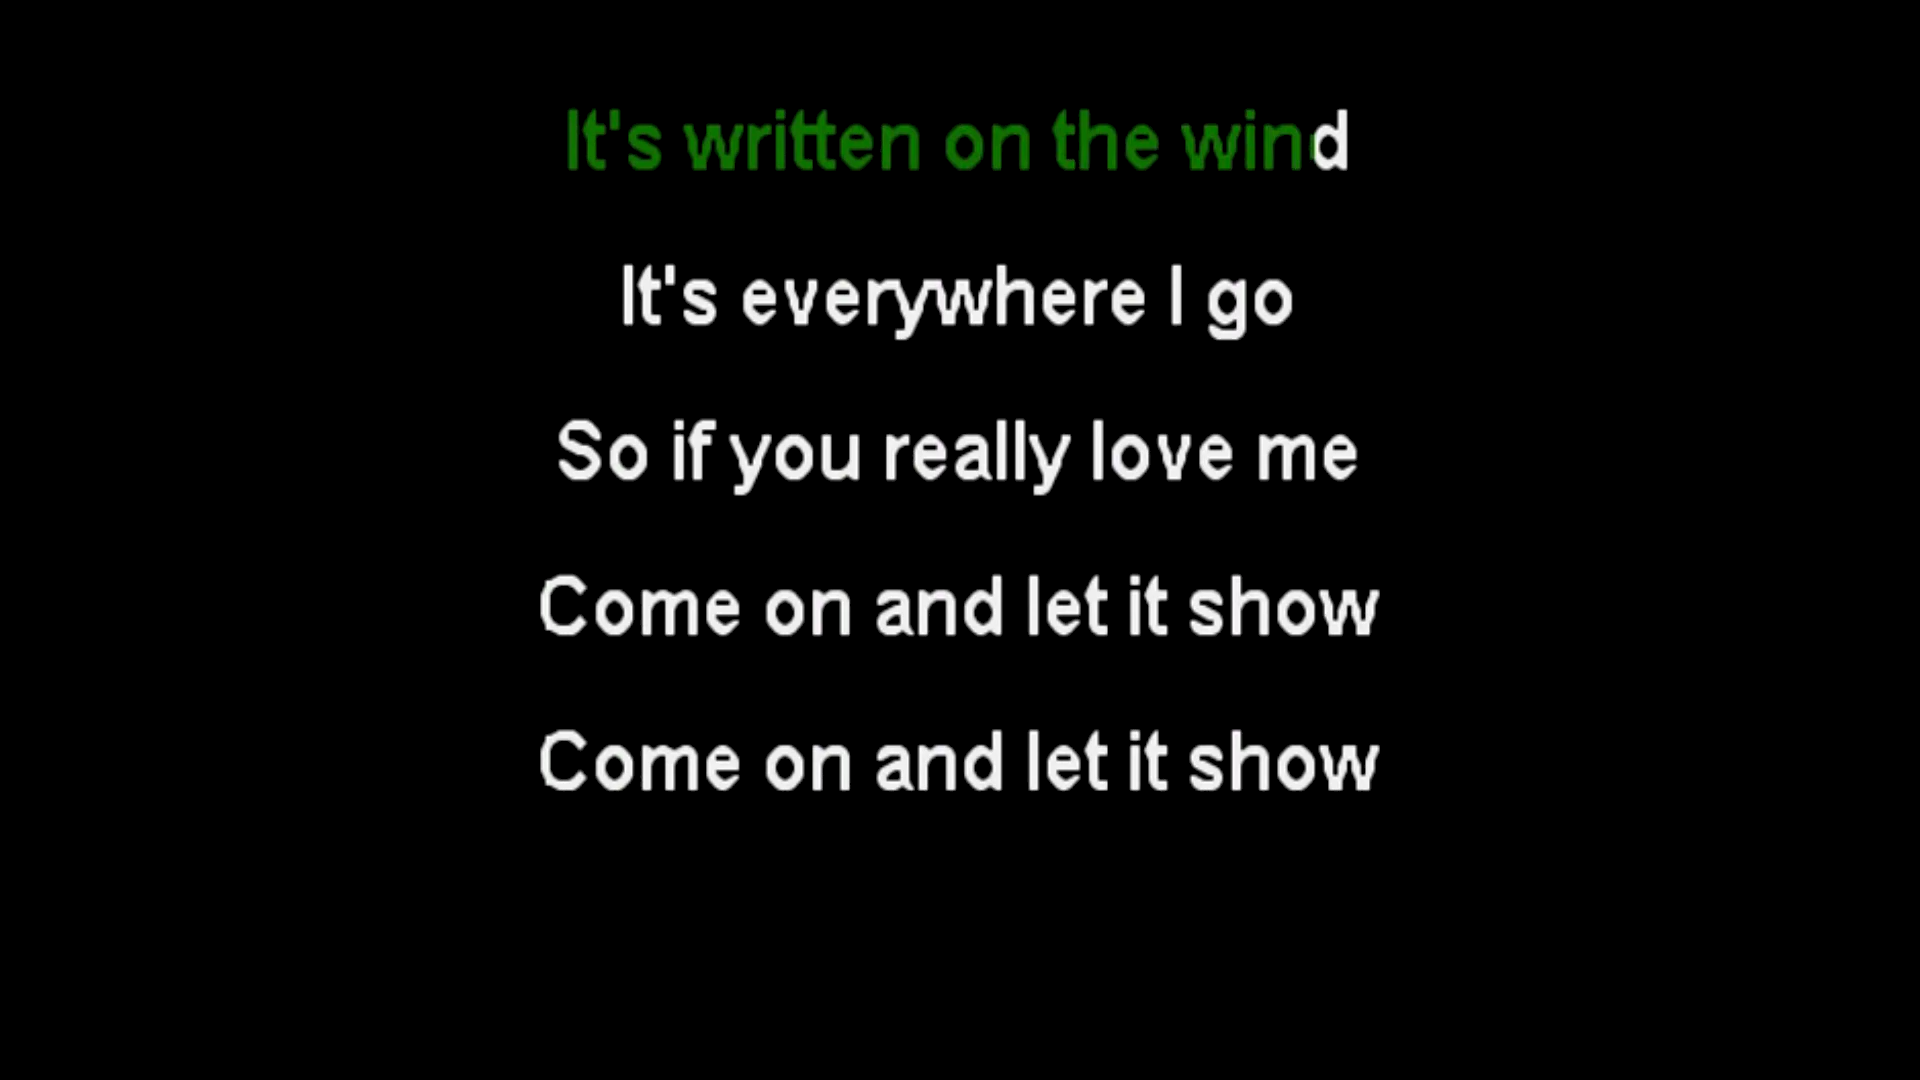 It's written on the wind
It's everywhere I go
So if you really love me
Come on and let it show
Come on and let it show